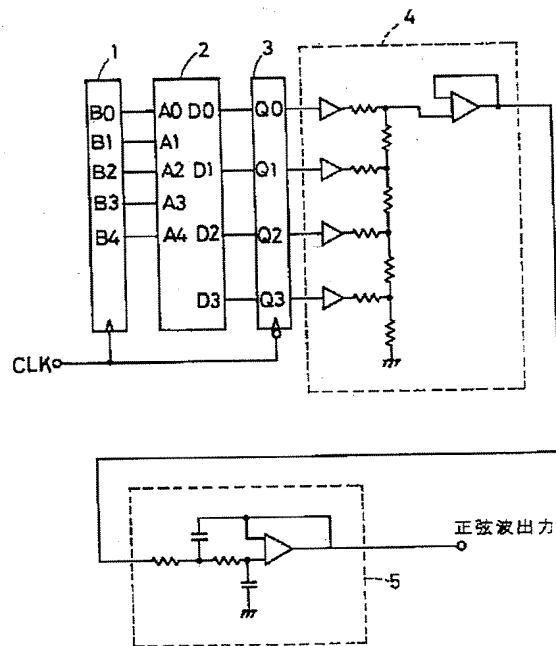 4
1 2 3
B0 A0 D0 Q0
B1 A1
B2 A2 D1 Q1
B3 A3
B4 A4 D2 Q2
D3 Q3
CLK
正弦波出力
5